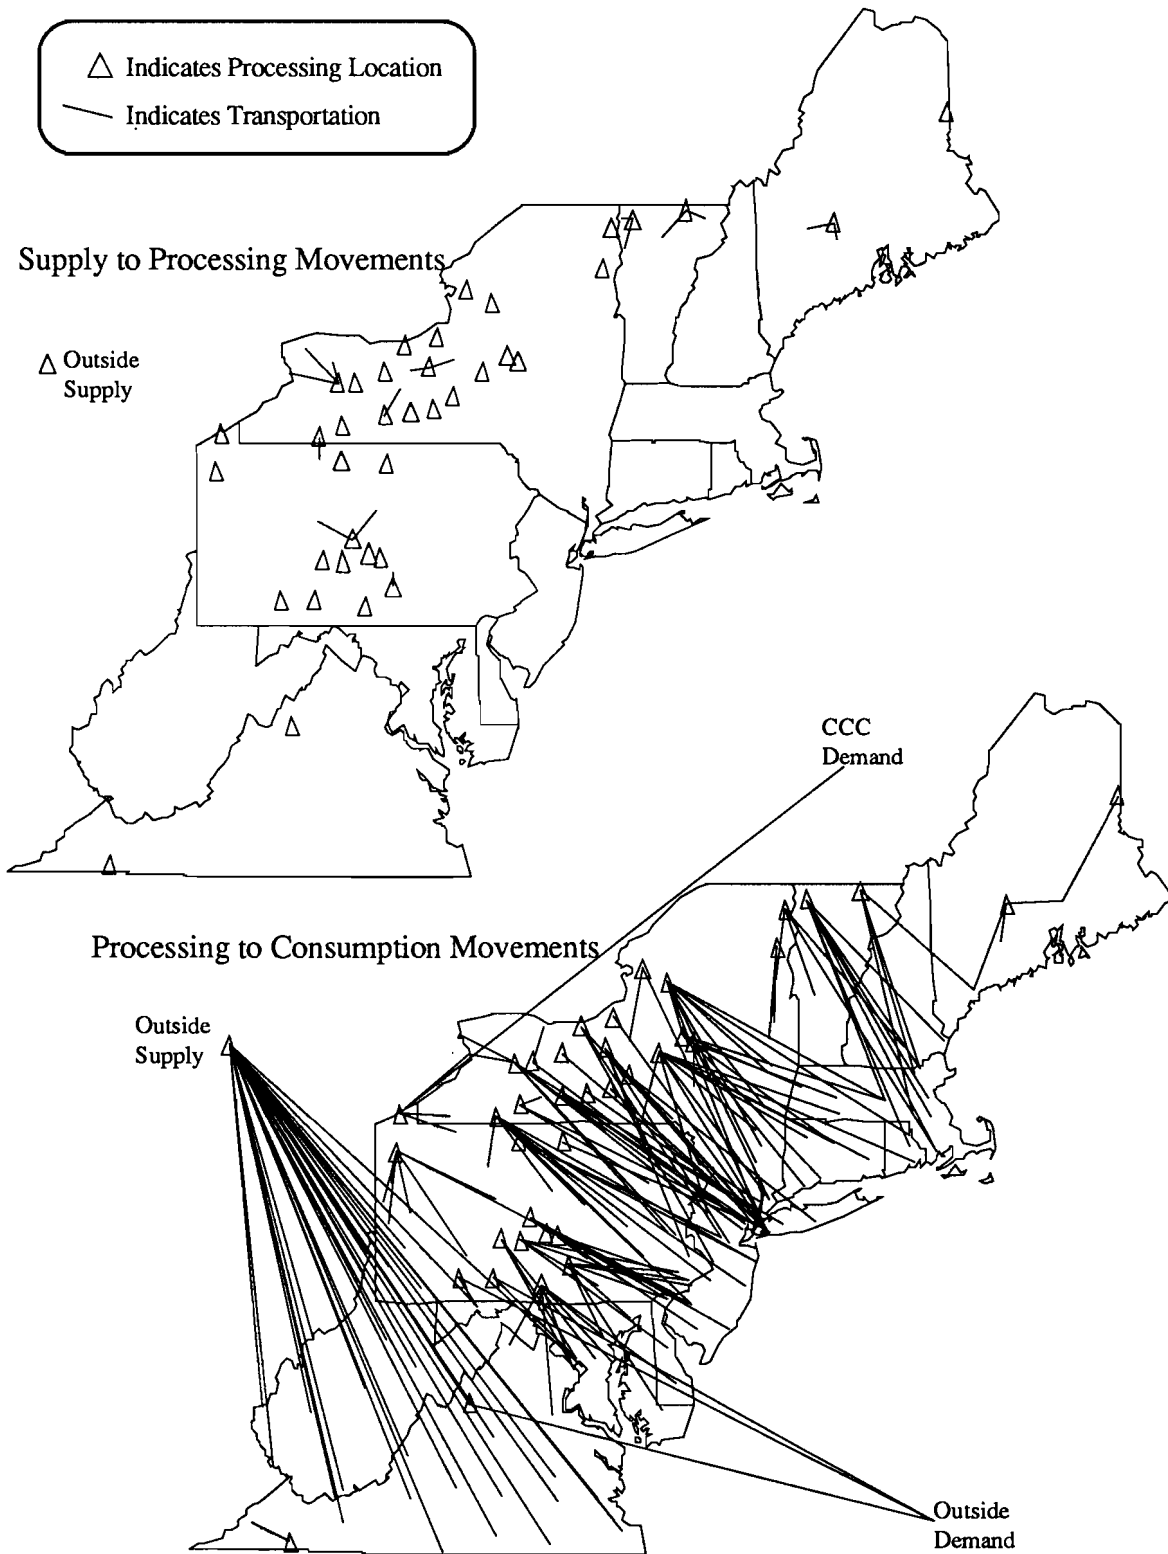 Indicates Processing Location
Indicates Transportation
Supply to Processing Movements
Outside
Supply
CCC
Demand
Processing to Consumption Movements
Outside
Supply
Outside
Demand